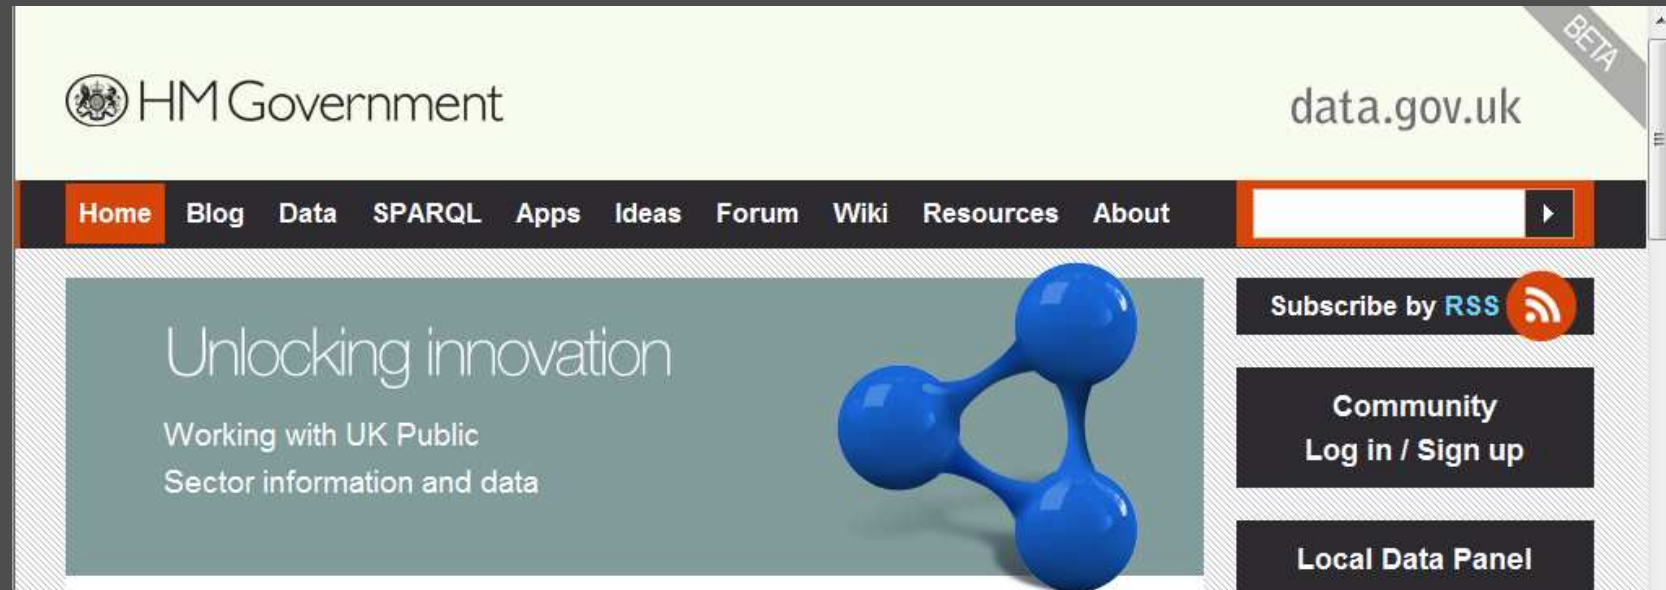 BETA
HM Government
data.gov.uk
Home Blog Data SPARQL Apps Ideas Forum Wiki Resources About
Unlocking innovation
Working with UK Public
Sector information and data
Subscribe by RSS
Community
Log in / Sign up
Local Data Panel